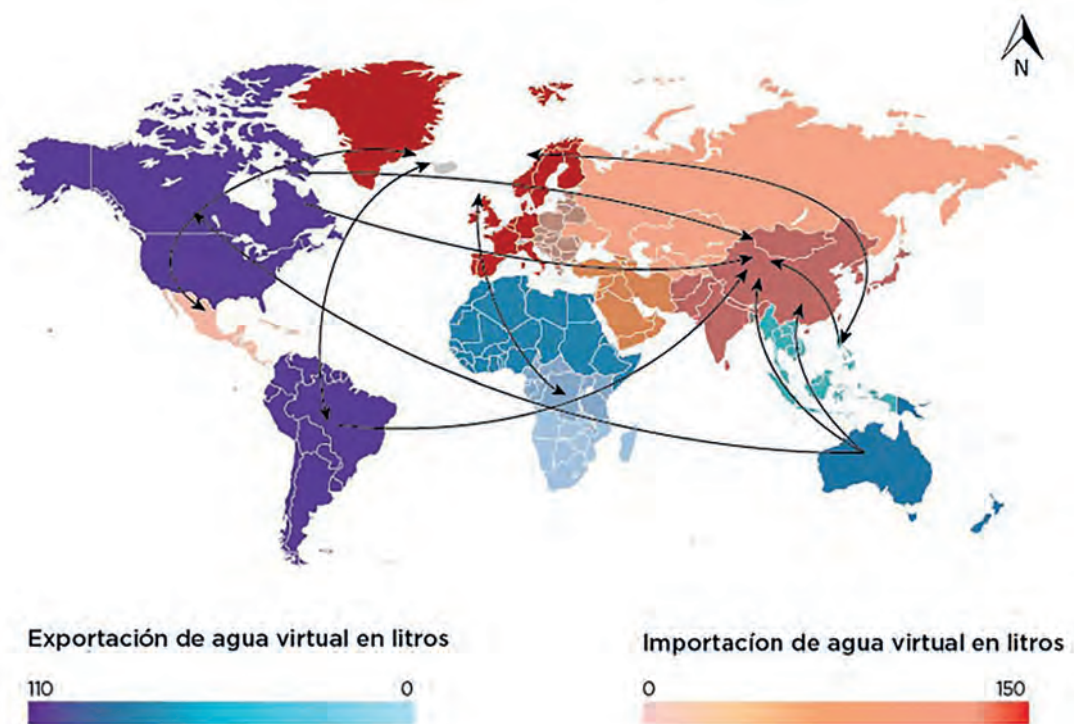 N
Exportación de agua virtual en litros
110 0
Importacíon de agua virtual en litros
0 150